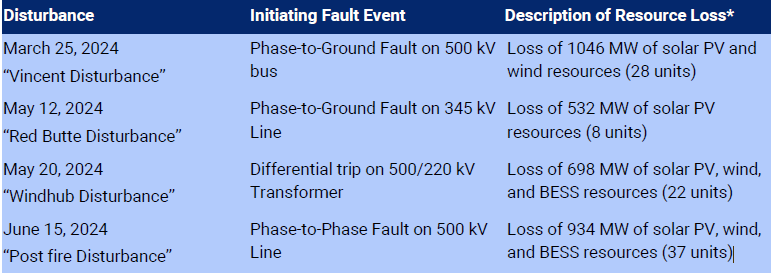 Disturbance Initiating Fault Event Description of Resource Loss*
March 25, 2024 Phase-to-Ground Fault on 500 kV Loss of 1046 MW of solar PV and
“Vincent Disturbance” bus wind resources (28 units)
May 12, 2024 Phase-to-Ground Fault on 345 kV Loss of 532 MW of solar PV
“Red Butte Disturbance” Line resources (8 units)
May 20, 2024 Differential trip on 500/220 kV Loss of 698 MW of solar PV, wind,
“Windhub Disturbance” Transformer and BESS resources (22 units)
June 15, 2024 Phase-to-Phase Fault on 500 kV Loss of 934 MW of solar PV, wind,
“Post fire Disturbance” Line and BESS resources (37 units)